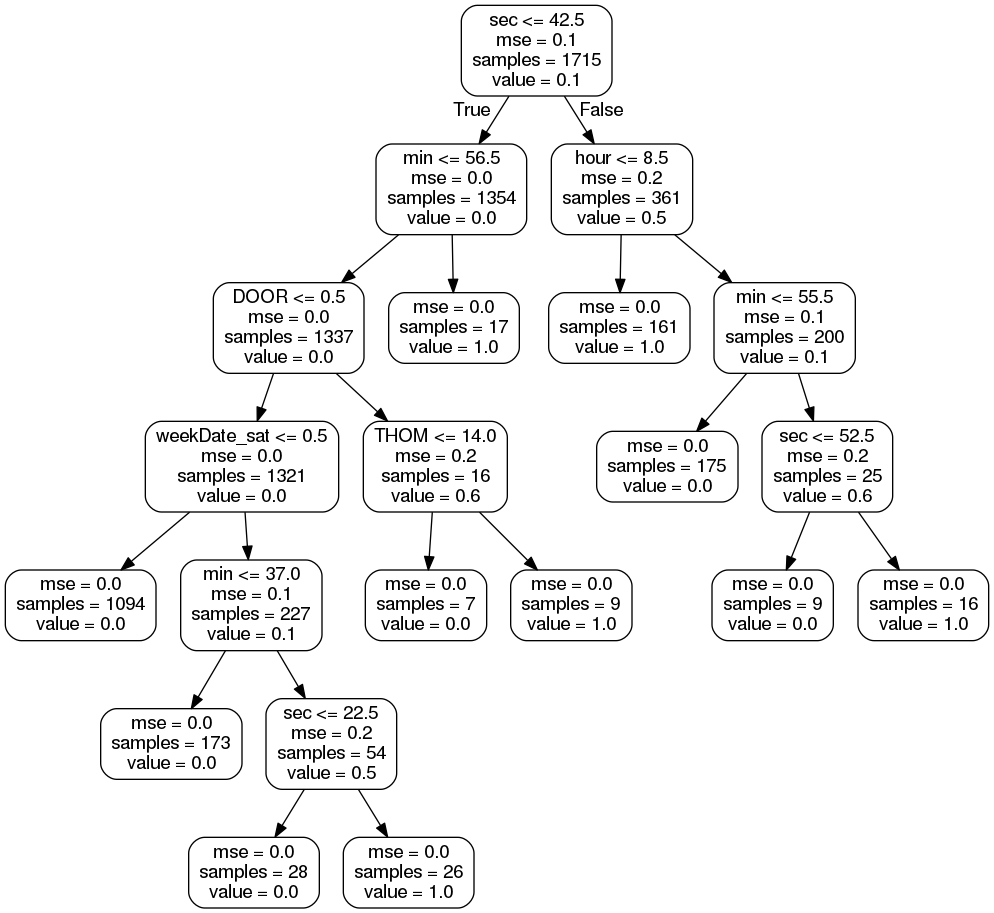 sec <= 42.5
mse = 0.1
samples = 1715
value = 0.1
True
False
min <= 56.5
mse = 0.0
samples = 1354
value = 0.0
hour <= 8.5
mse = 0.2
samples = 361
value = 0.5
DOOR <= 0.5
mse = 0.0
samples = 1337
value = 0.0
mse = 0.0
samples = 17
value = 1.0
mse = 0.0
samples = 161
value = 1.0
min <= 55.5
mse = 0.1
samples = 200
value = 0.1
weekDate_sat <= 0.5
mse = 0.0
samples = 1321
value = 0.0
THOM <= 14.0
mse = 0.2
samples = 16
value = 0.6
mse = 0.0
samples = 175
value = 0.0
sec <= 52.5
mse = 0.2
samples = 25
value = 0.6
mse = 0.0
samples = 1094
value = 0.0
min <= 37.0
mse = 0.1
samples = 227
value = 0.1
mse = 0.0
samples = 7
value = 0.0
mse = 0.0
samples = 9
value = 1.0
mse = 0.0
samples = 9
value = 0.0
mse = 0.0
samples = 16
value = 1.0
mse = 0.0
samples = 173
value = 0.0
sec <= 22.5
mse = 0.2
samples = 54
value = 0.5
mse = 0.0
samples = 28
value = 0.0
mse = 0.0
samples = 26
value = 1.0